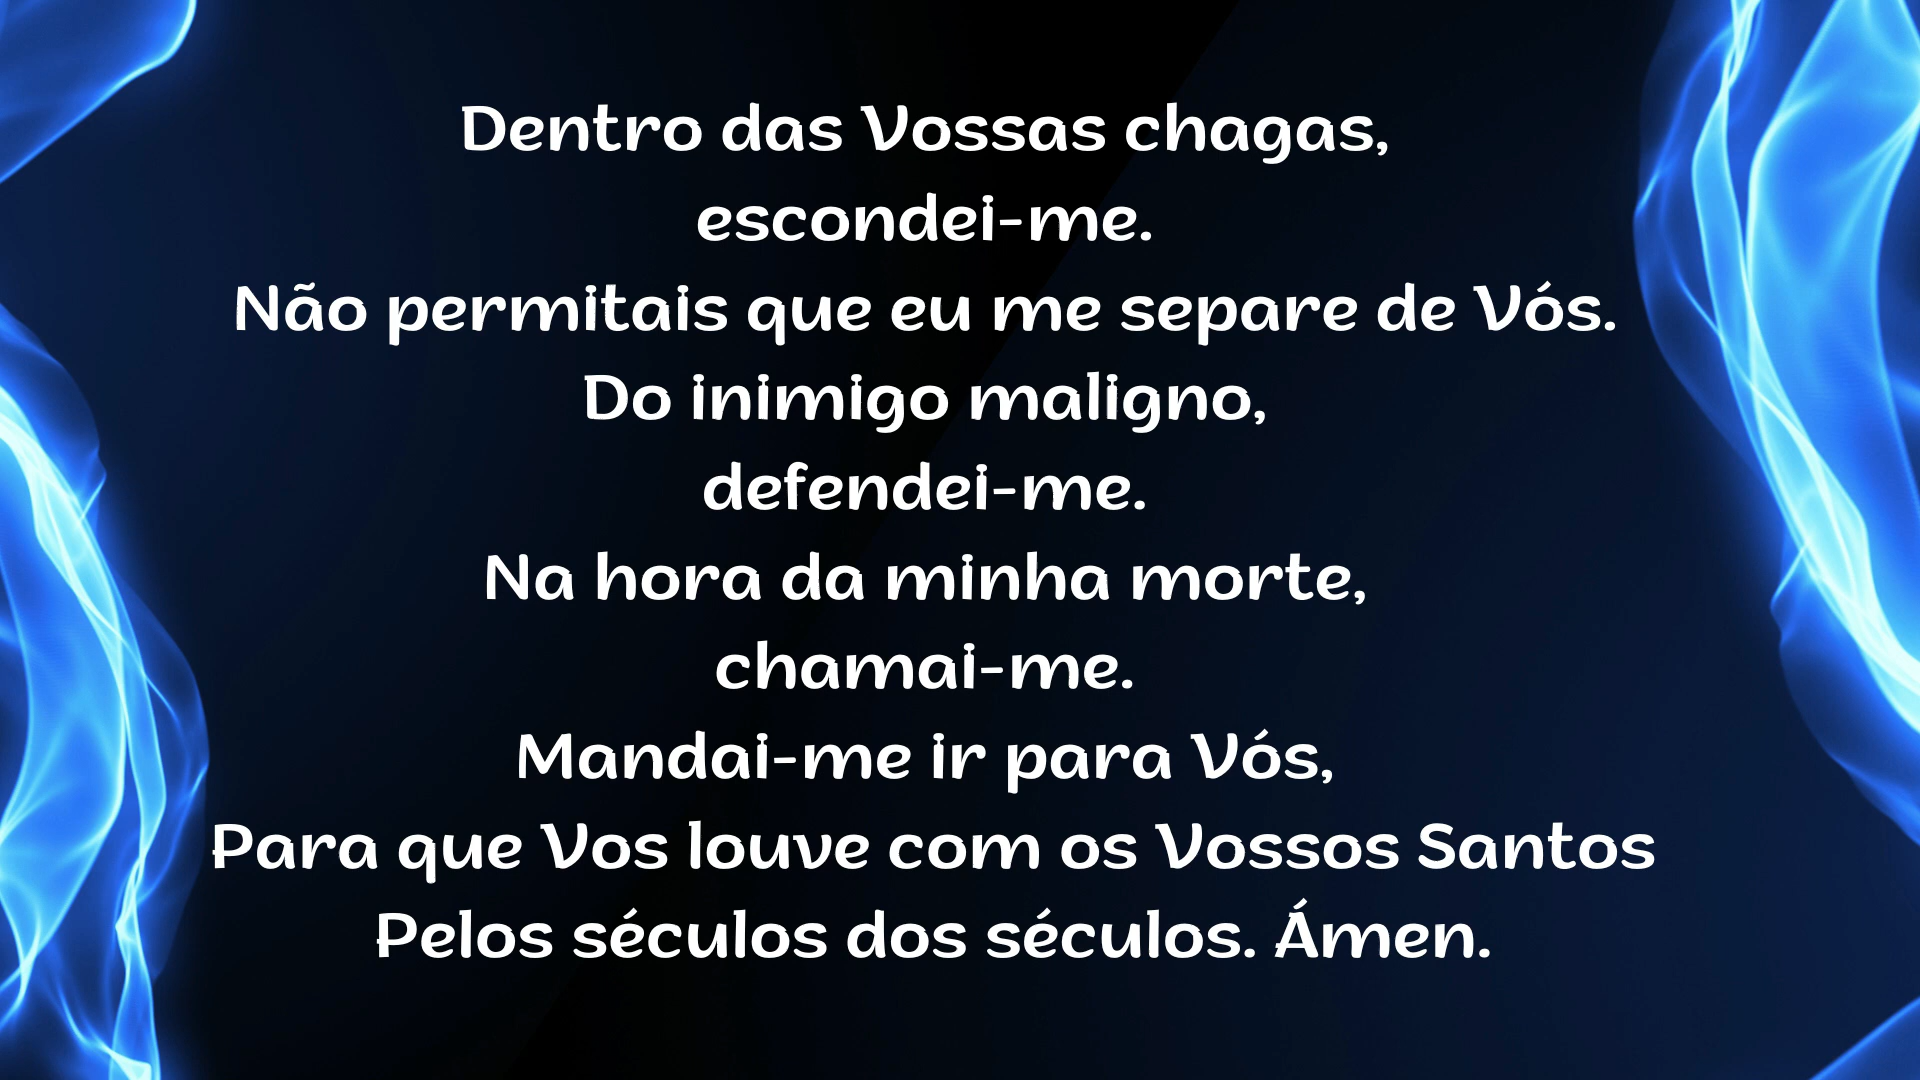 Dentro das Vossas chagas,
escondei-me.
Não permitais que eu me separe de Vós.
Do inimigo maligno,
defendei-me.
Na hora da minha morte,
chamai-me.
Mandai-me ir para Vós,
Para que Vos louve com os Vossos Santos
Pelos séculos dos séculos. Ámen.